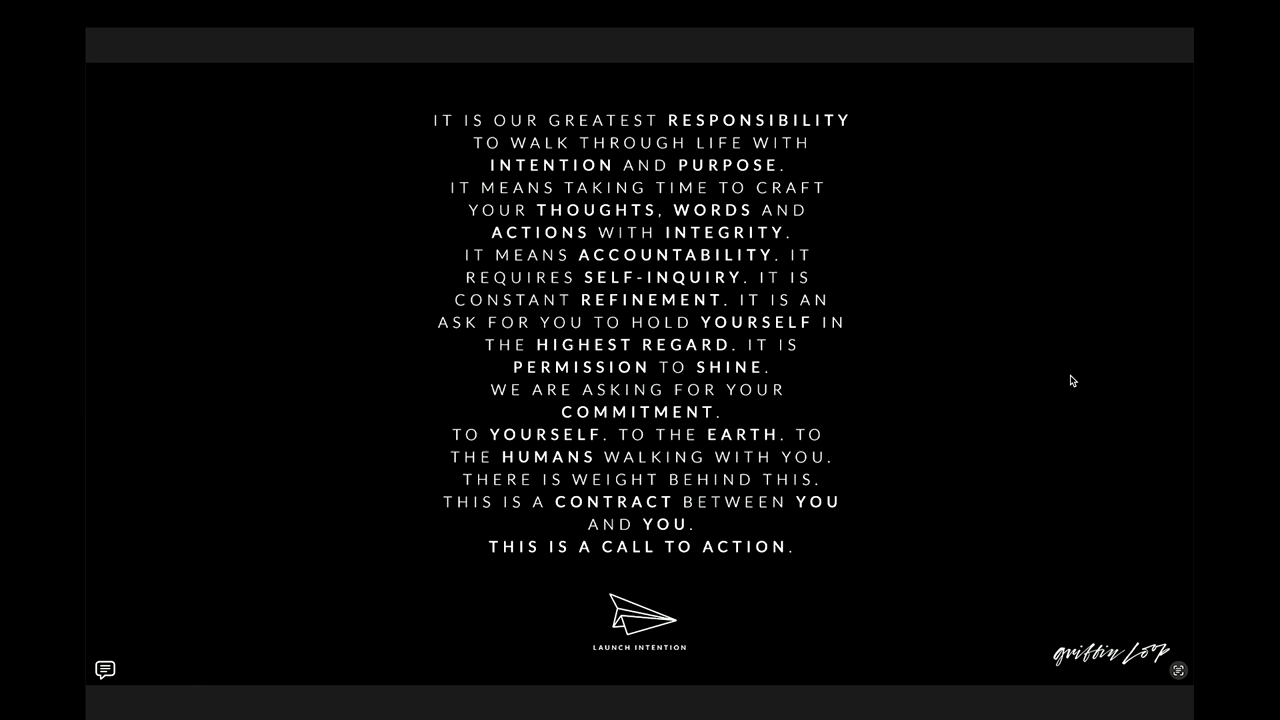 IT IS OUR GREATEST RESPONSIBILITY
TO WALK THROUGH LIFE WITH
INTENTION AND PURPOSE.
IT MEANS TAKING TIME TO CRAFT
YOUR THOUGHTS, WORDS AND
ACTIONS WITH INTEGRITY.
IT MEANS ACCOUNTABILITY. IT
REQUIRES SELF-INQUIRY. IT IS
CONSTANT REFINEMENT. IT IS AN
ASK FOR YOU TO HOLD YOURSELF IN
THE HIGHEST REGARD. IT IS
PERMISSION TO SHINE.
WE ARE ASKING FOR YOUR
COMMITMENT.
TO YOURSELF. TO THE EARTH. TO
THE HUMANS WALKING WITH YOU.
THERE IS WEIGHT BEHIND THIS.
THIS IS A CONTRACT BETWEEN YOU
AND YOU.
THIS IS A CALL TO ACTION.
LAUNCH INTENTION
griffin Loop